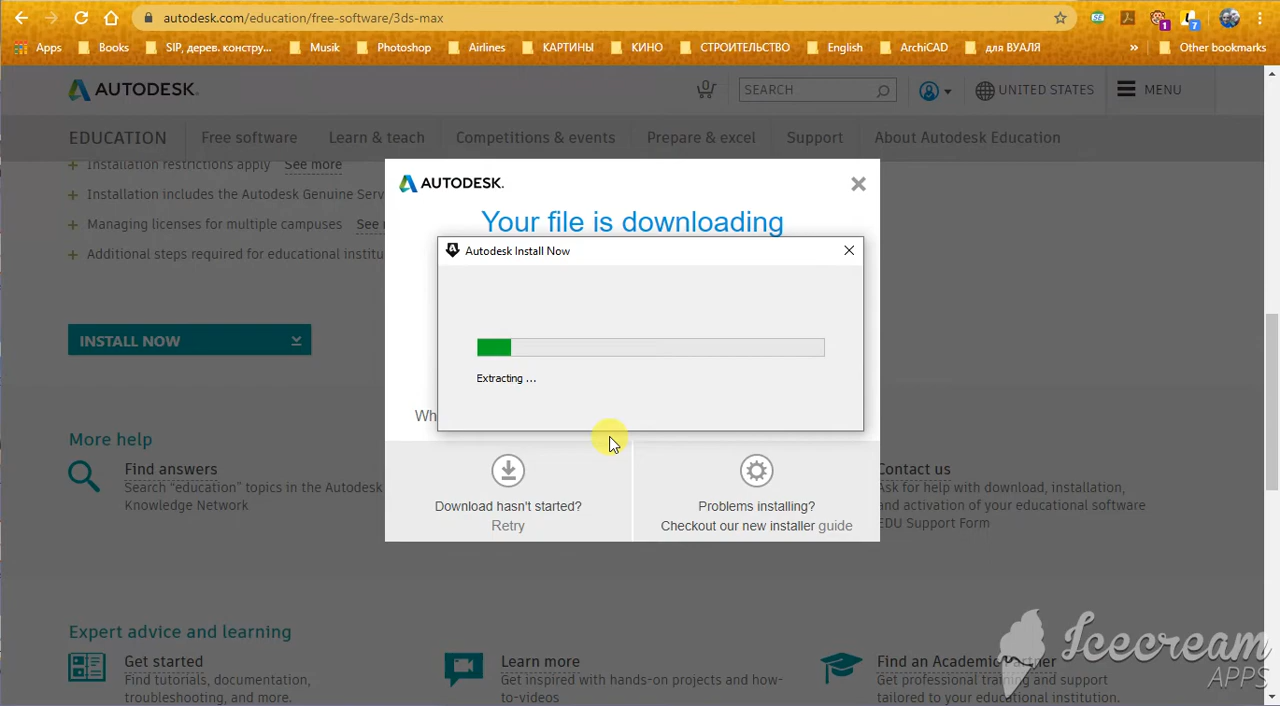 autodesk.com/education/free-software/3ds-max
1
7
Apps
Books
SIP, дерев. констру...
Musik
Photoshop
Airlines
КАРТИНЫ
КИНО
СТРОИТЕЛЬСТВО
English
ArchiCAD
для ВУАЛЯ
»
Other bookmarks
AUTODESK.
0
SEARCH
UNITED STATES
MENU
EDUCATION
Free software
Learn & teach
Competitions & events
Prepare & excel
Support
About Autodesk Education
+ Installation restrictions apply See more
+ Installation includes the Autodesk Genuine Serv
+ Managing licenses for multiple campuses See
+ Additional steps required for educational institu
INSTALL NOW
AUTODESK.
Your file is downloading
Autodesk Install Now
Extracting ...
Wh
Download hasn't started?
Retry
Problems installing?
Checkout our new installer guide
More help
Find answers
Search "education" topics in the Autodesk
Knowledge Network
Contact us
Ask for help with download, installation,
and activation of your educational software
EDU Support Form
Expert advice and learning
Get started
Find tutorials, documentation,
troubleshooting, and more.
Learn more
Get inspired with hands-on projects and how-
to-videos
Find an Academic Partner
Get professional training and support
tailored to your educational institution.
Icecream
APPS